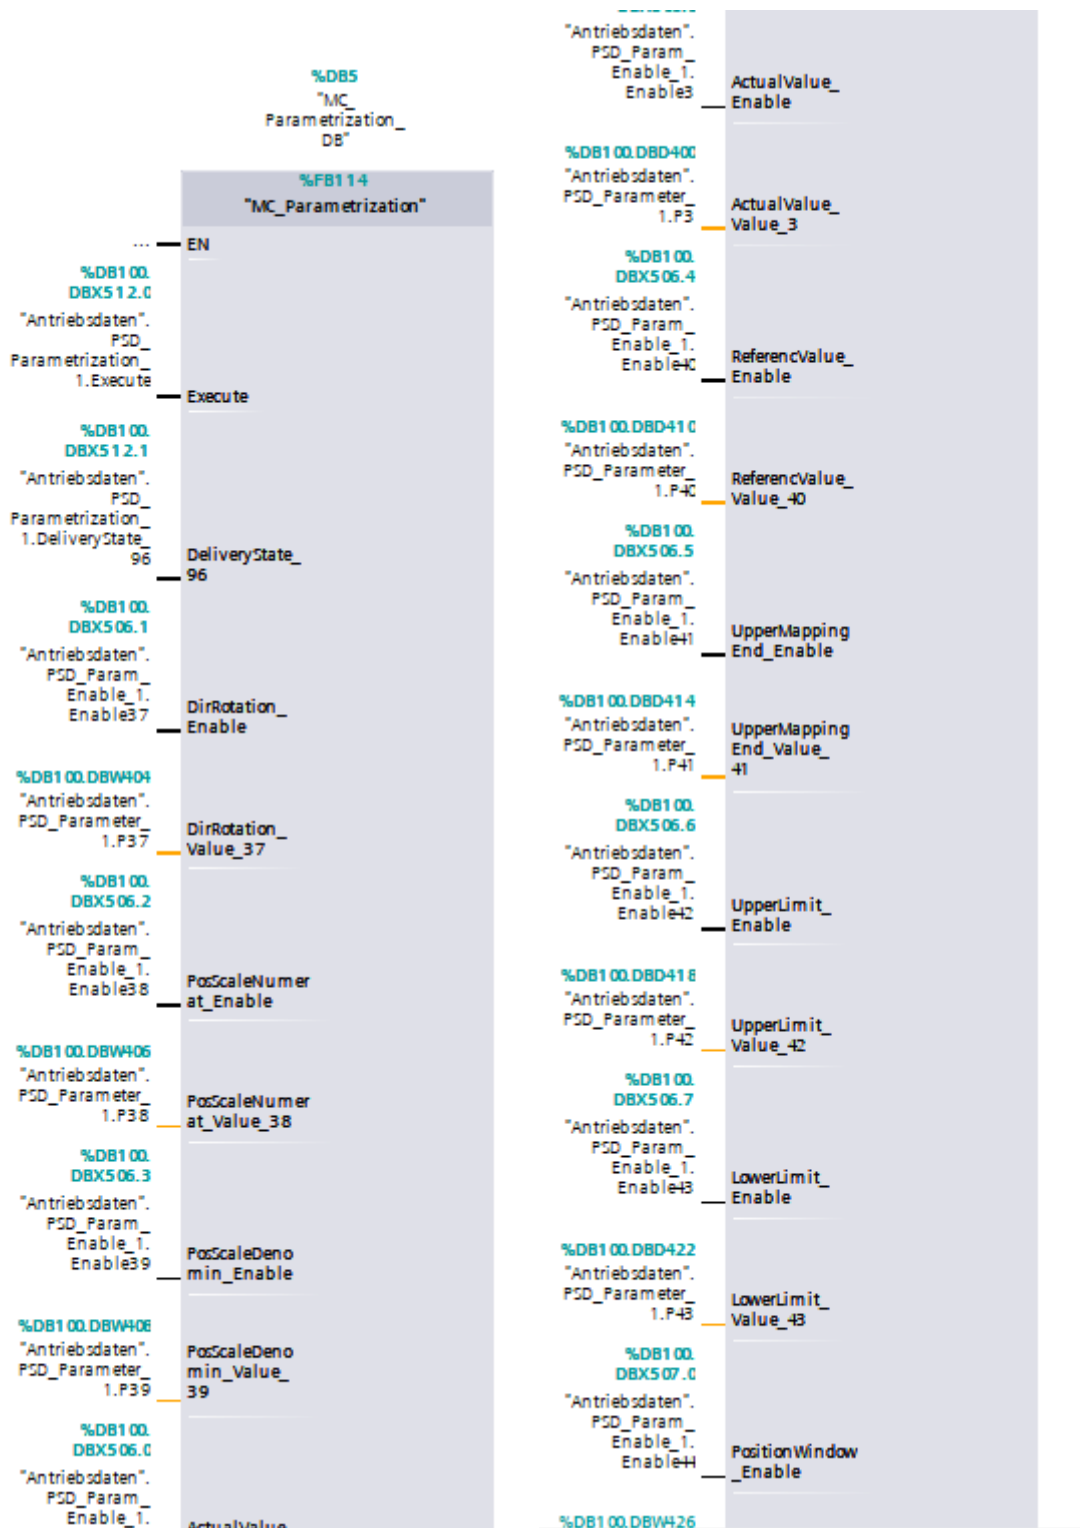 %DB5
"MC_
Parametrization_
DB"
%FB114
"MC_Parametrization"
... EN
%DB100.
DBX512.0
"Antriebsdaten".
PSD_
Parametrization_
1.Execute
Execute
%DB100.
DBX512.1
"Antriebsdaten".
PSD_
Parametrization_
1.DeliveryState_
96
DeliveryState_
96
%DB100.
DBX506.1
"Antriebsdaten".
PSD_Param_
Enable_1.
Enable37
DirRotation_
Enable
%DB100.DBW404
"Antriebsdaten".
PSD_Parameter_
1.P37
DirRotation_
Value_37
%DB100.
DBX506.2
"Antriebsdaten".
PSD_Param_
Enable_1.
Enable38
PosScaleNumer
at_Enable
%DB100.DBW406
"Antriebsdaten".
PSD_Parameter_
1.P38
PosScaleNumer
at_Value_38
%DB100.
DBX506.3
"Antriebsdaten".
PSD_Param_
Enable_1.
Enable39
PosScaleDeno
min_Enable
%DB100.DBW408
"Antriebsdaten".
PSD_Parameter_
1.P39
PosScaleDeno
min_Value_
39
%DB100.
DBX506.0
"Antriebsdaten".
PSD_Param_
Enable_1.
ActualValue_
"Antriebsdaten".
PSD_Param_
Enable_1.
Enable3
ActualValue_
Enable
%DB100.DBD400
"Antriebsdaten".
PSD_Parameter_
1.P3
ActualValue_
Value_3
%DB100.
DBX506.4
"Antriebsdaten".
PSD_Param_
Enable_1.
Enable40
ReferencValue_
Enable
%DB100.DBD410
"Antriebsdaten".
PSD_Parameter_
1.P40
ReferencValue_
Value_40
%DB100.
DBX506.5
"Antriebsdaten".
PSD_Param_
Enable_1.
Enable41
UpperMapping
End_Enable
%DB100.DBD414
"Antriebsdaten".
PSD_Parameter_
1.P41
UpperMapping
End_Value_
41
%DB100.
DBX506.6
"Antriebsdaten".
PSD_Param_
Enable_1.
Enable42
UpperLimit_
Enable
%DB100.DBD418
"Antriebsdaten".
PSD_Parameter_
1.P42
UpperLimit_
Value_42
%DB100.
DBX506.7
"Antriebsdaten".
PSD_Param_
Enable_1.
Enable43
LowerLimit_
Enable
%DB100.DBD422
"Antriebsdaten".
PSD_Parameter_
1.P43
LowerLimit_
Value_43
%DB100.
DBX507.0
"Antriebsdaten".
PSD_Param_
Enable_1.
Enable44
PositionWindow
_Enable
%DB100.DBW426